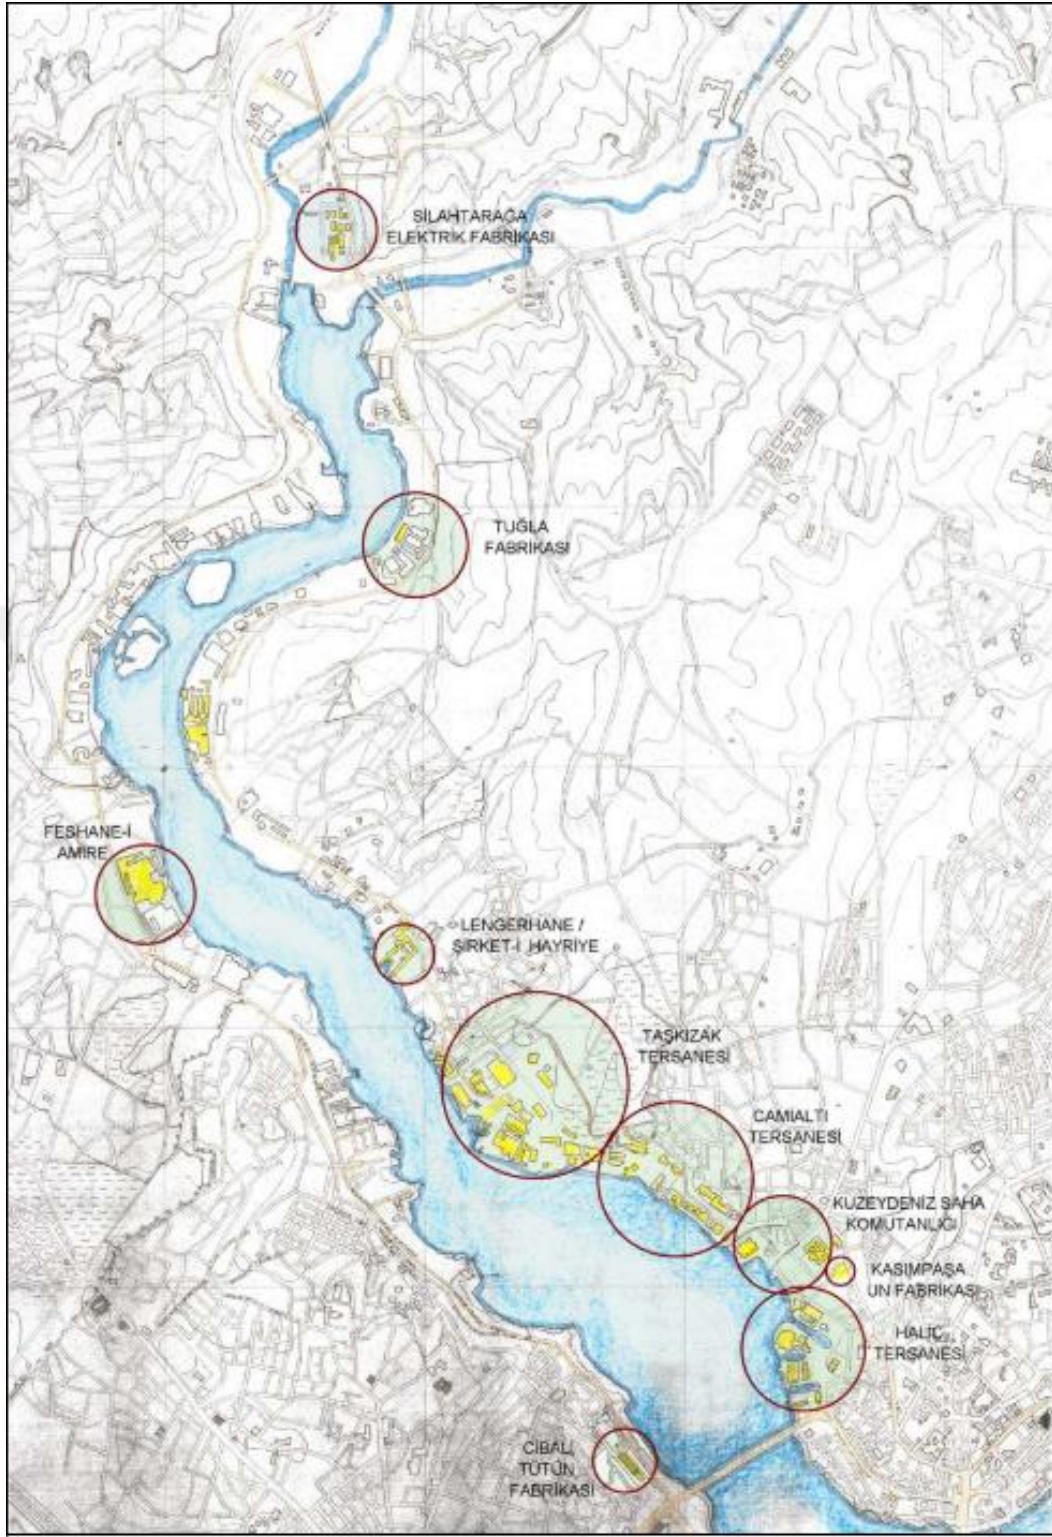 SİLAHTARAĞA
ELEKTRİK FABRİKASI
TUĞLA
FABRİKASI
FESHANE-İ
AMİRE
LENGERHANE /
ŞİRKET-İ HAYRİYE
TAŞKIZAK
TERSANESİ
CAMİALTI
TERSANESİ
KUZEYDENİZ SAHA
KOMUTANLIĞI
KASIMPAŞA
UN FABRİKASI
HALİÇ
TERSANESİ
CİBALİ
TÜTÜN
FABRİKASI